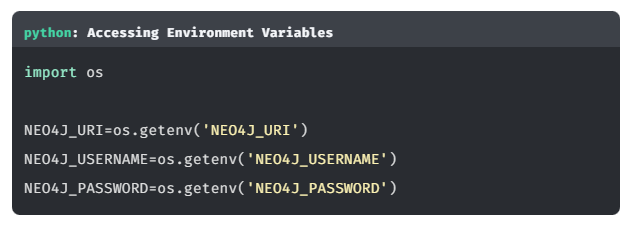 python: Accessing Environment Variables
import os
NEO4J_URI=os.getenv('NEO4J_URI')
NEO4J_USERNAME=os.getenv('NEO4J_USERNAME')
NEO4J_PASSWORD=os.getenv('NEO4J_PASSWORD')